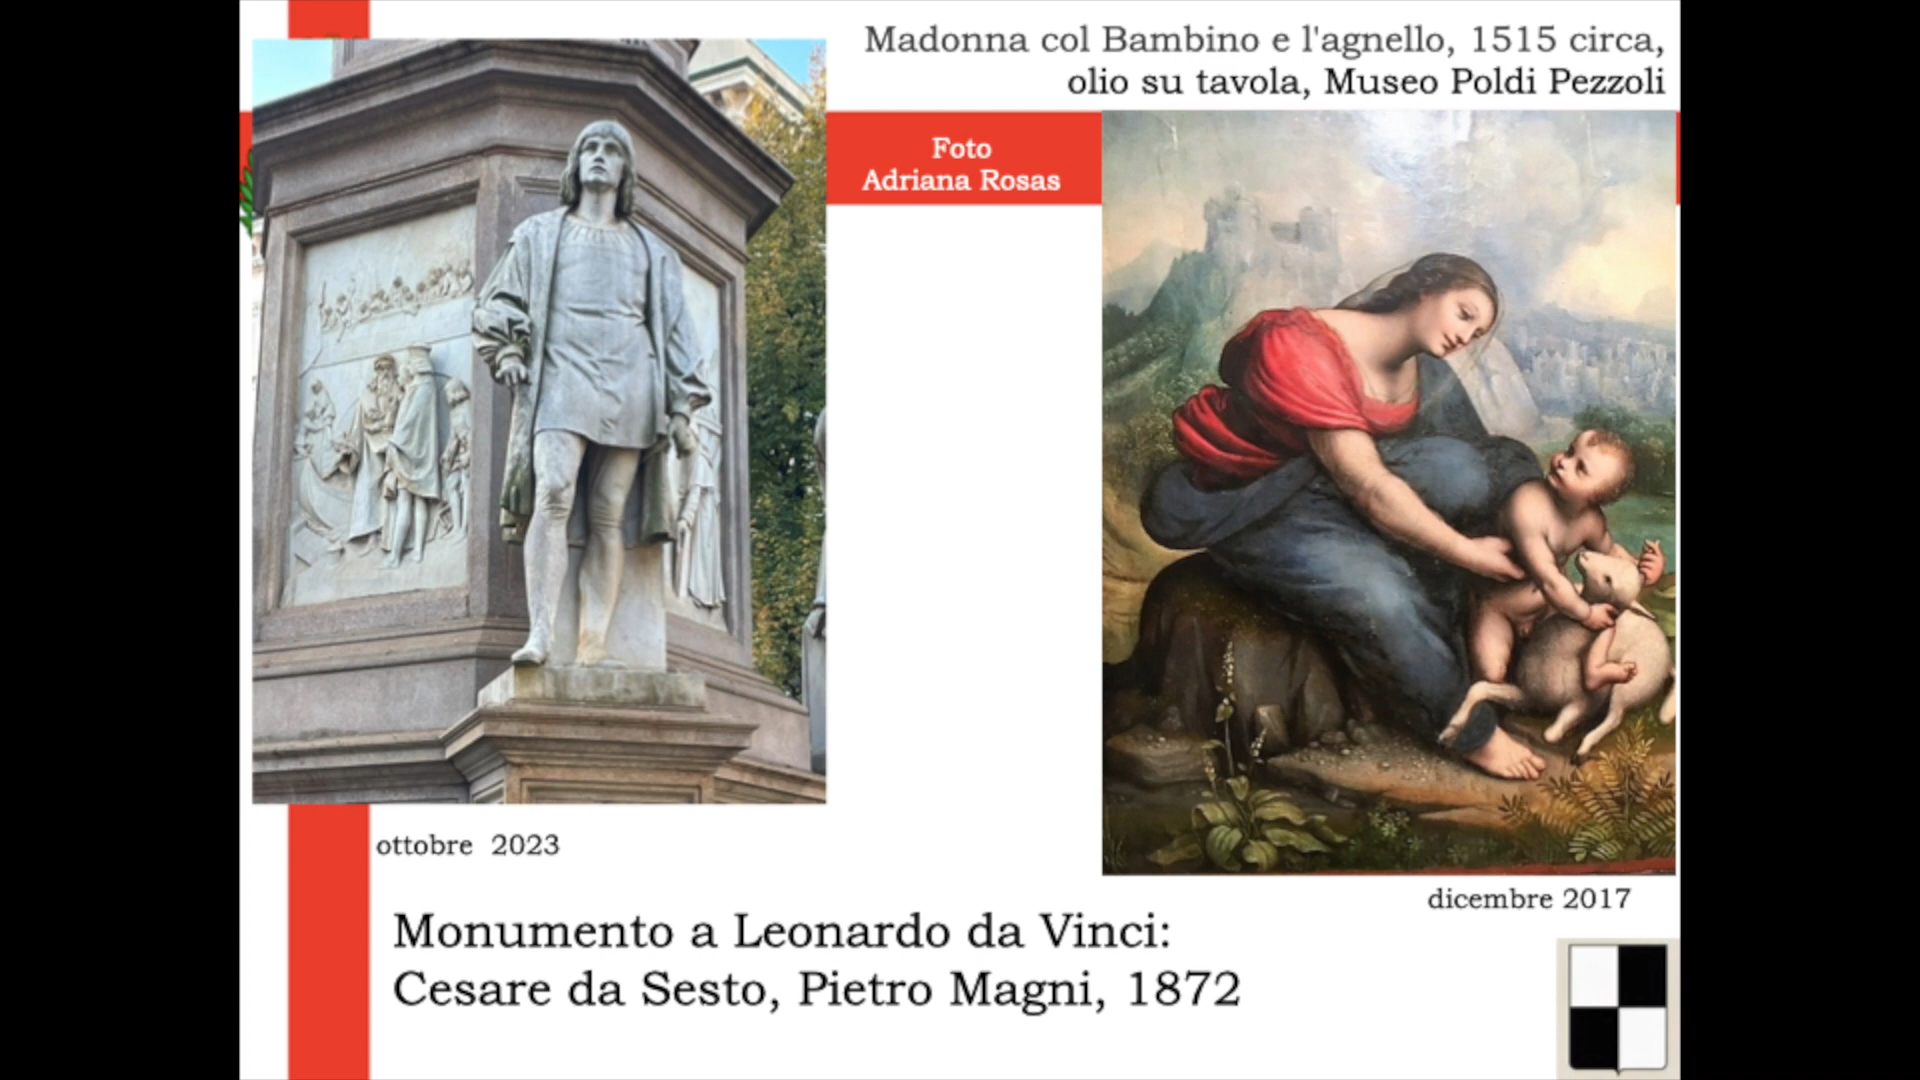 Madonna col Bambino e l'agnello, 1515 circa,
olio su tavola, Museo Poldi Pezzoli
Foto
Adriana Rosas
ottobre 2023
dicembre 2017
Monumento a Leonardo da Vinci:
Cesare da Sesto, Pietro Magni, 1872